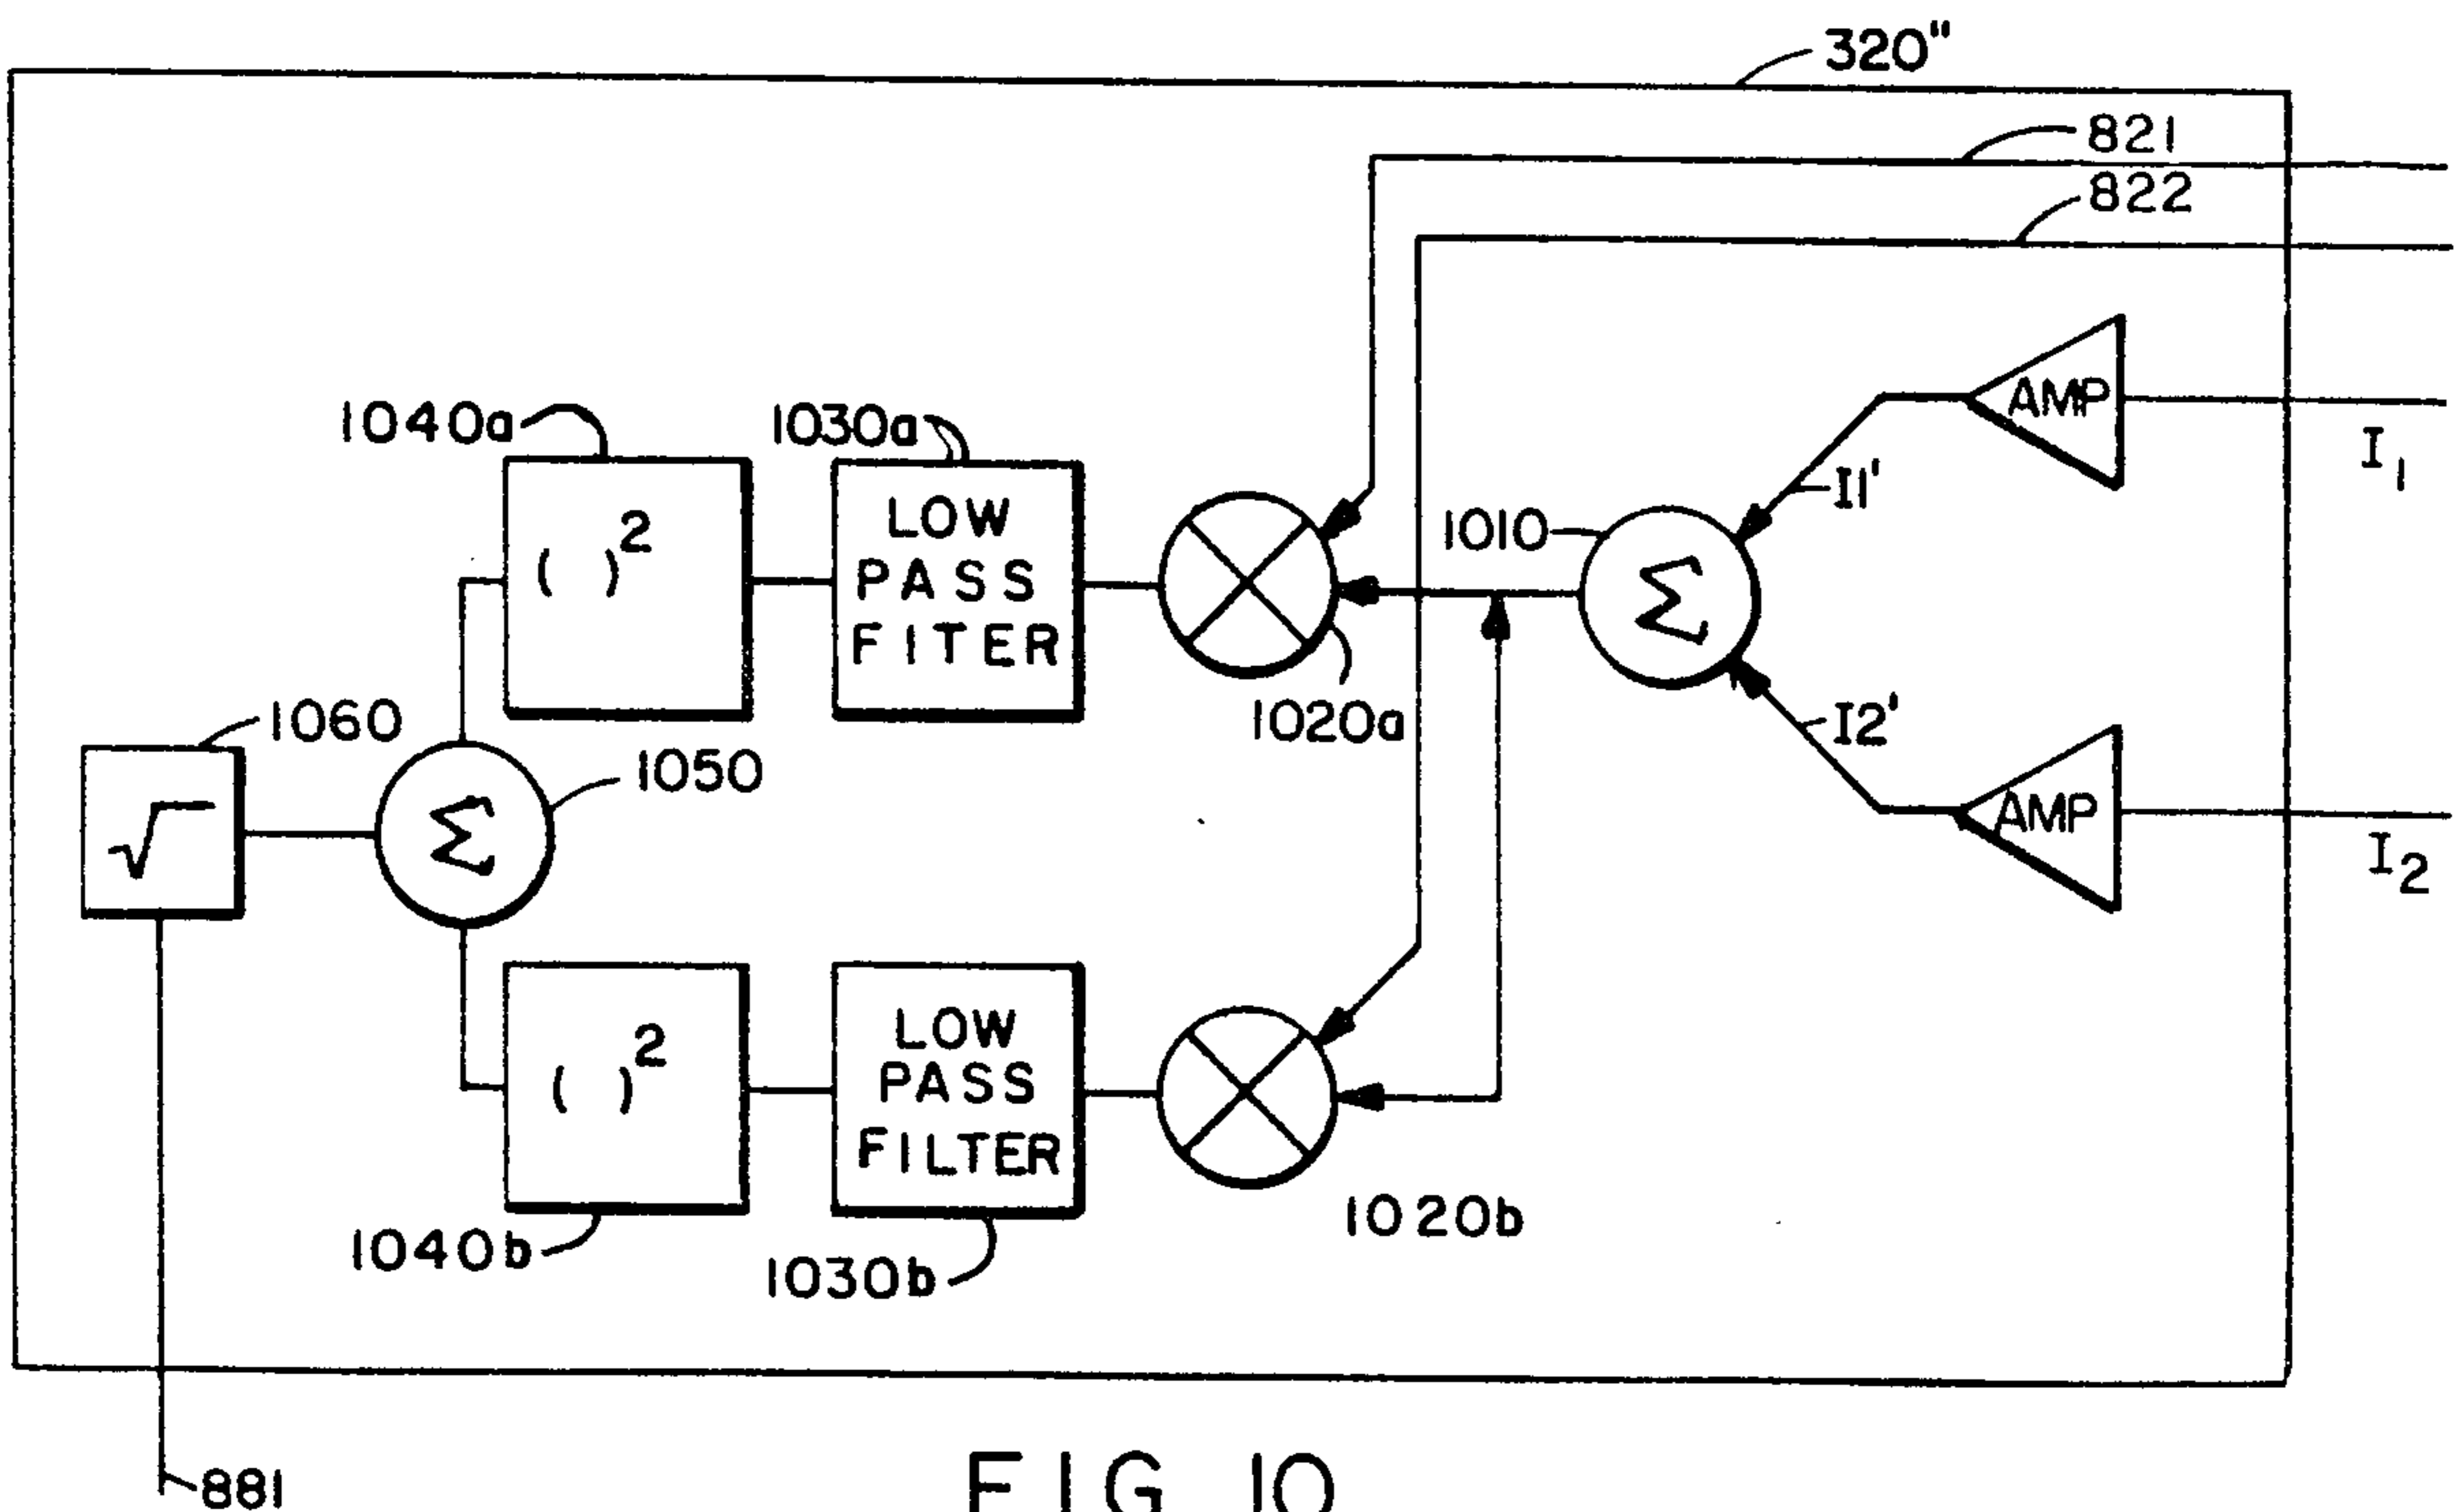 320"
821
822
AMP
I1
I1'
1040a
1030a
( )2
LOW
PASS
FITER
1010
Σ
1020a
I2'
AMP
I2
1060
1050
√
Σ
( )2
LOW
PASS
FILTER
1020b
1040b
1030b
881
FIG 10